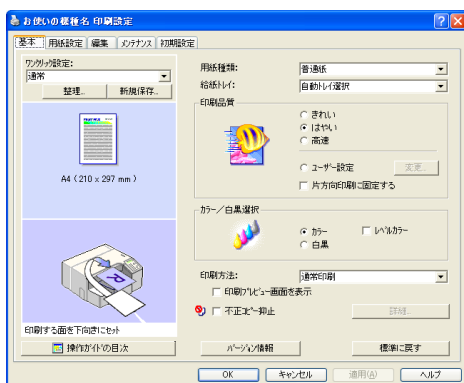 お使いの機種名 印刷設定
基本 用紙設定 編集 メンテナンス 初期設定
ワンクリック設定:
通常
整理... 新規保存...
A4 (210 x 297 mm)
印刷する面を下向きにセット
操作ガイドの目次
用紙種類: 普通紙
給紙トレイ: 自動トレイ選択
印刷品質
きれい
はやい
高速
ユーザー設定 変更...
片方向印刷に固定する
カラー/白黒選択
カラー レベルカラー
白黒
印刷方法: 通常印刷
印刷プレビュー画面を表示
不正コピー抑止 詳細...
バージョン情報 標準に戻す
OK キャンセル 適用(A) ヘルプ